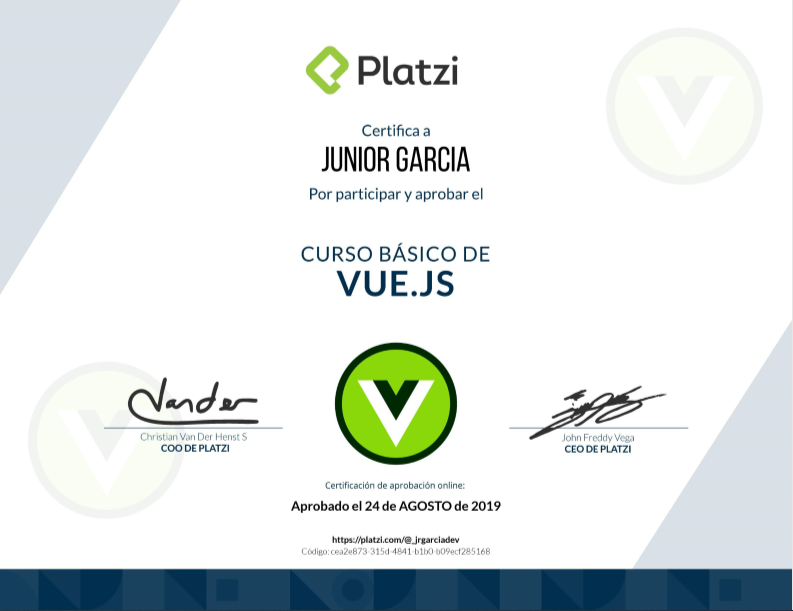 Platzi
Certifica a
JUNIOR GARCIA
Por participar y aprobar el
CURSO BÁSICO DE
VUE.JS
Christian Van Der Henst S
COO DE PLATZI
John Freddy Vega
CEO DE PLATZI
Certificación de aprobación online:
Aprobado el 24 de AGOSTO de 2019
https://platzi.com/@_jrgarciadev
Código: cea2e873-315d-4841-b1b0-b09ecf285168